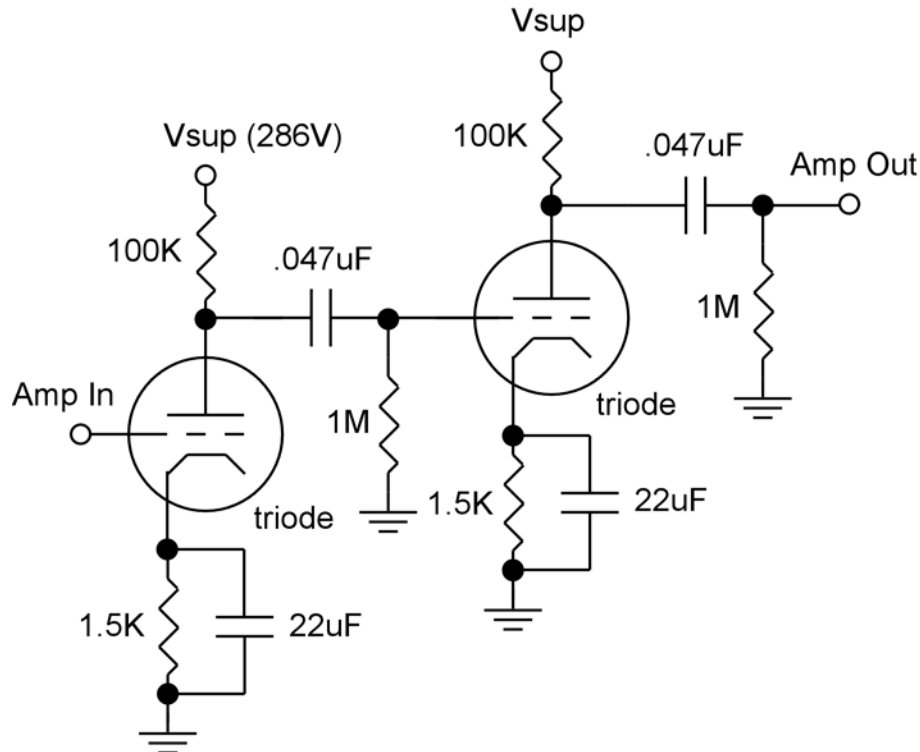 Vsup
100K
.047uF
Amp Out
Vsup (286V)
100K
.047uF
1M
Amp In
1M
triode
triode
1.5K
22uF
1.5K
22uF